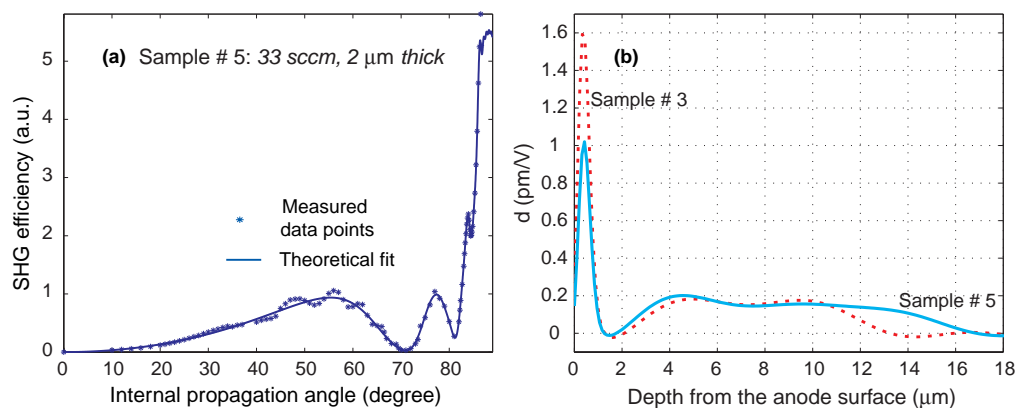 (a) Sample # 5: 33 sccm, 2 μm thick
SHG efficiency (a.u.)
5
4
3
2
1
0
Measured
data points
Theoretical fit
0 10 20 30 40 50 60 70 80
Internal propagation angle (degree)
(b)
d (pm/V)
1.6
1.4
1.2
1
0.8
0.6
0.4
0.2
0
Sample # 3
Sample # 5
0 2 4 6 8 10 12 14 16 18
Depth from the anode surface (μm)